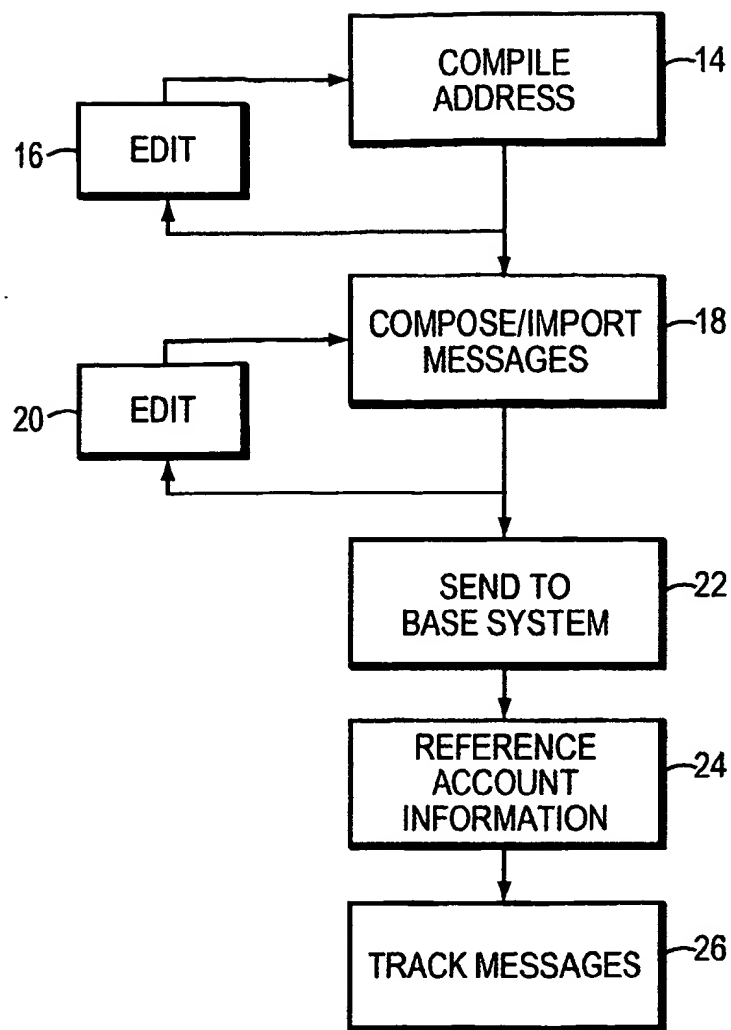 COMPILE
ADDRESS
14
16
EDIT
COMPOSE/IMPORT
MESSAGES
18
20
EDIT
SEND TO
BASE SYSTEM
22
REFERENCE
ACCOUNT
INFORMATION
24
TRACK MESSAGES
26